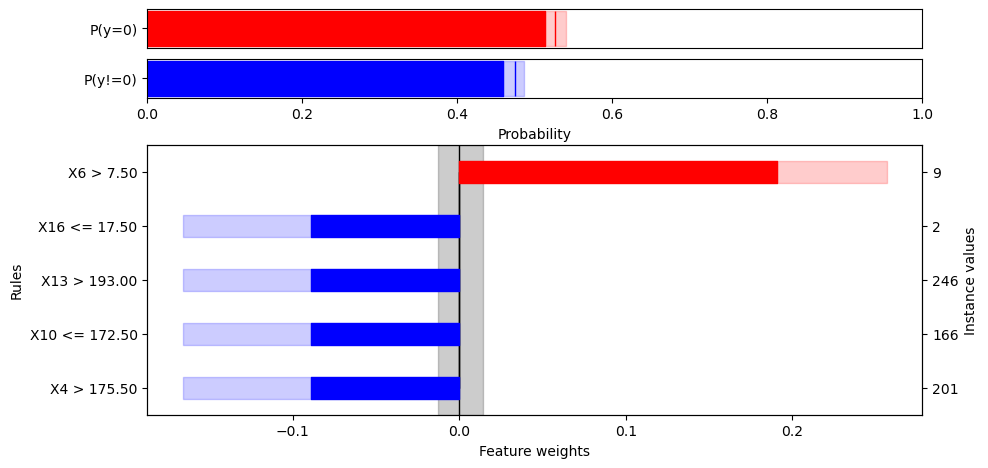 P(y=0)
P(y!=0)
0.0 0.2 0.4 0.6 0.8 1.0
Probability
X6 > 7.50 9
X16 <= 17.50 2
X13 > 193.00 246
X10 <= 172.50 166
X4 > 175.50 201
Rules
Instance values
−0.1 0.0 0.1 0.2
Feature weights